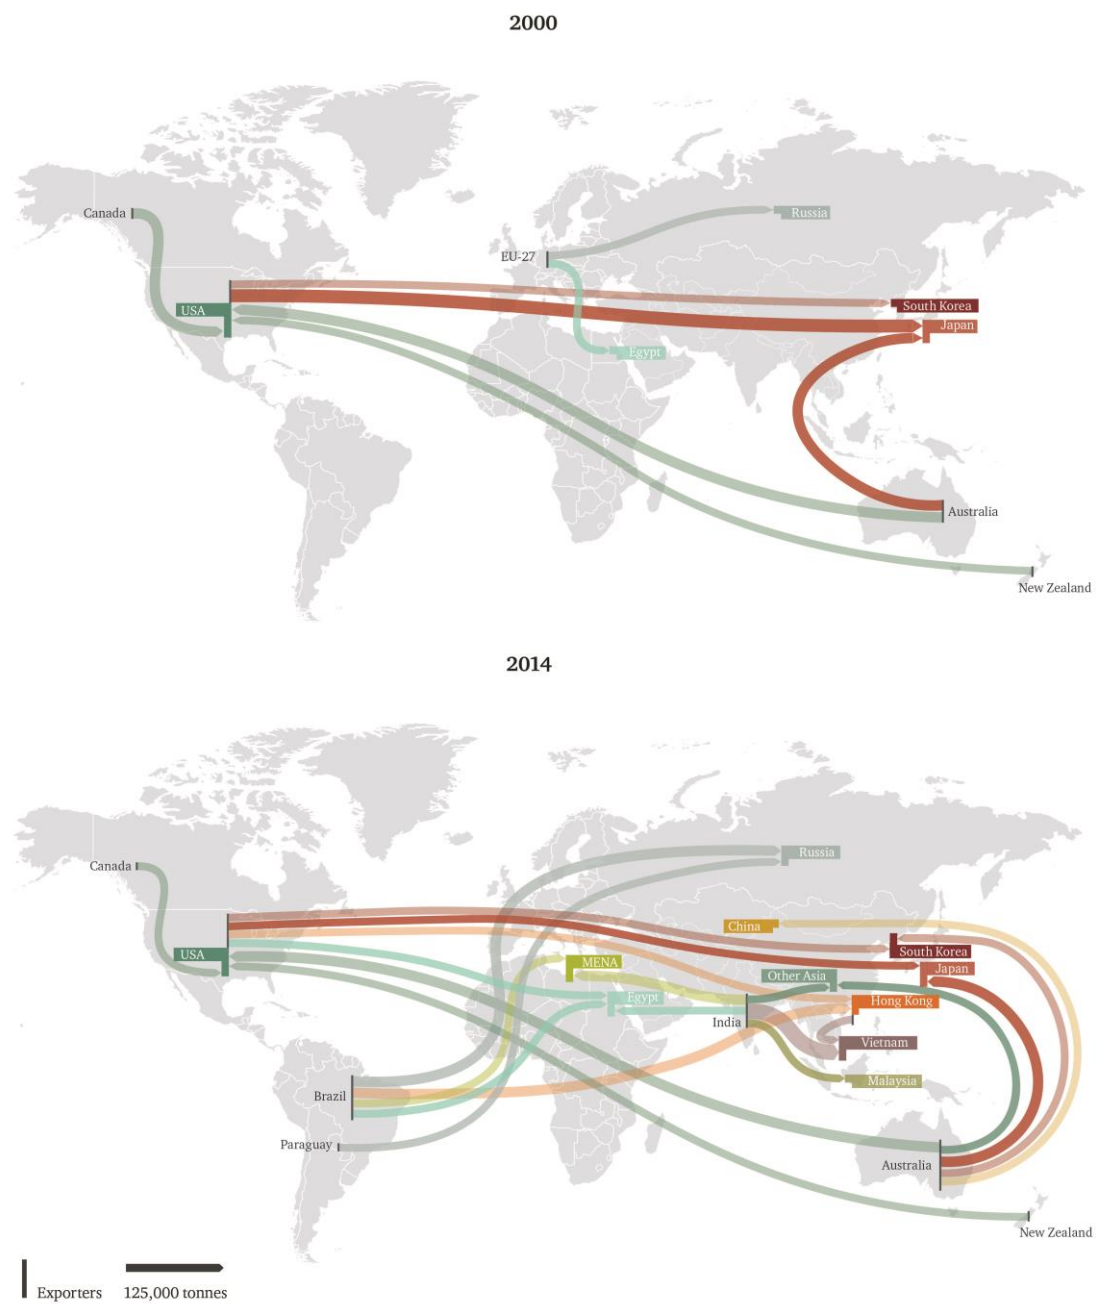 2000
Canada
Russia
EU-27
South Korea
USA
Japan
Egypt
Australia
New Zealand
2014
Russia
Canada
China
South Korea
USA
MENA
Japan
Other Asia
Egypt
Hong Kong
India
Vietnam
Malaysia
Brazil
Paraguay
Australia
New Zealand
Exporters
125,000 tonnes